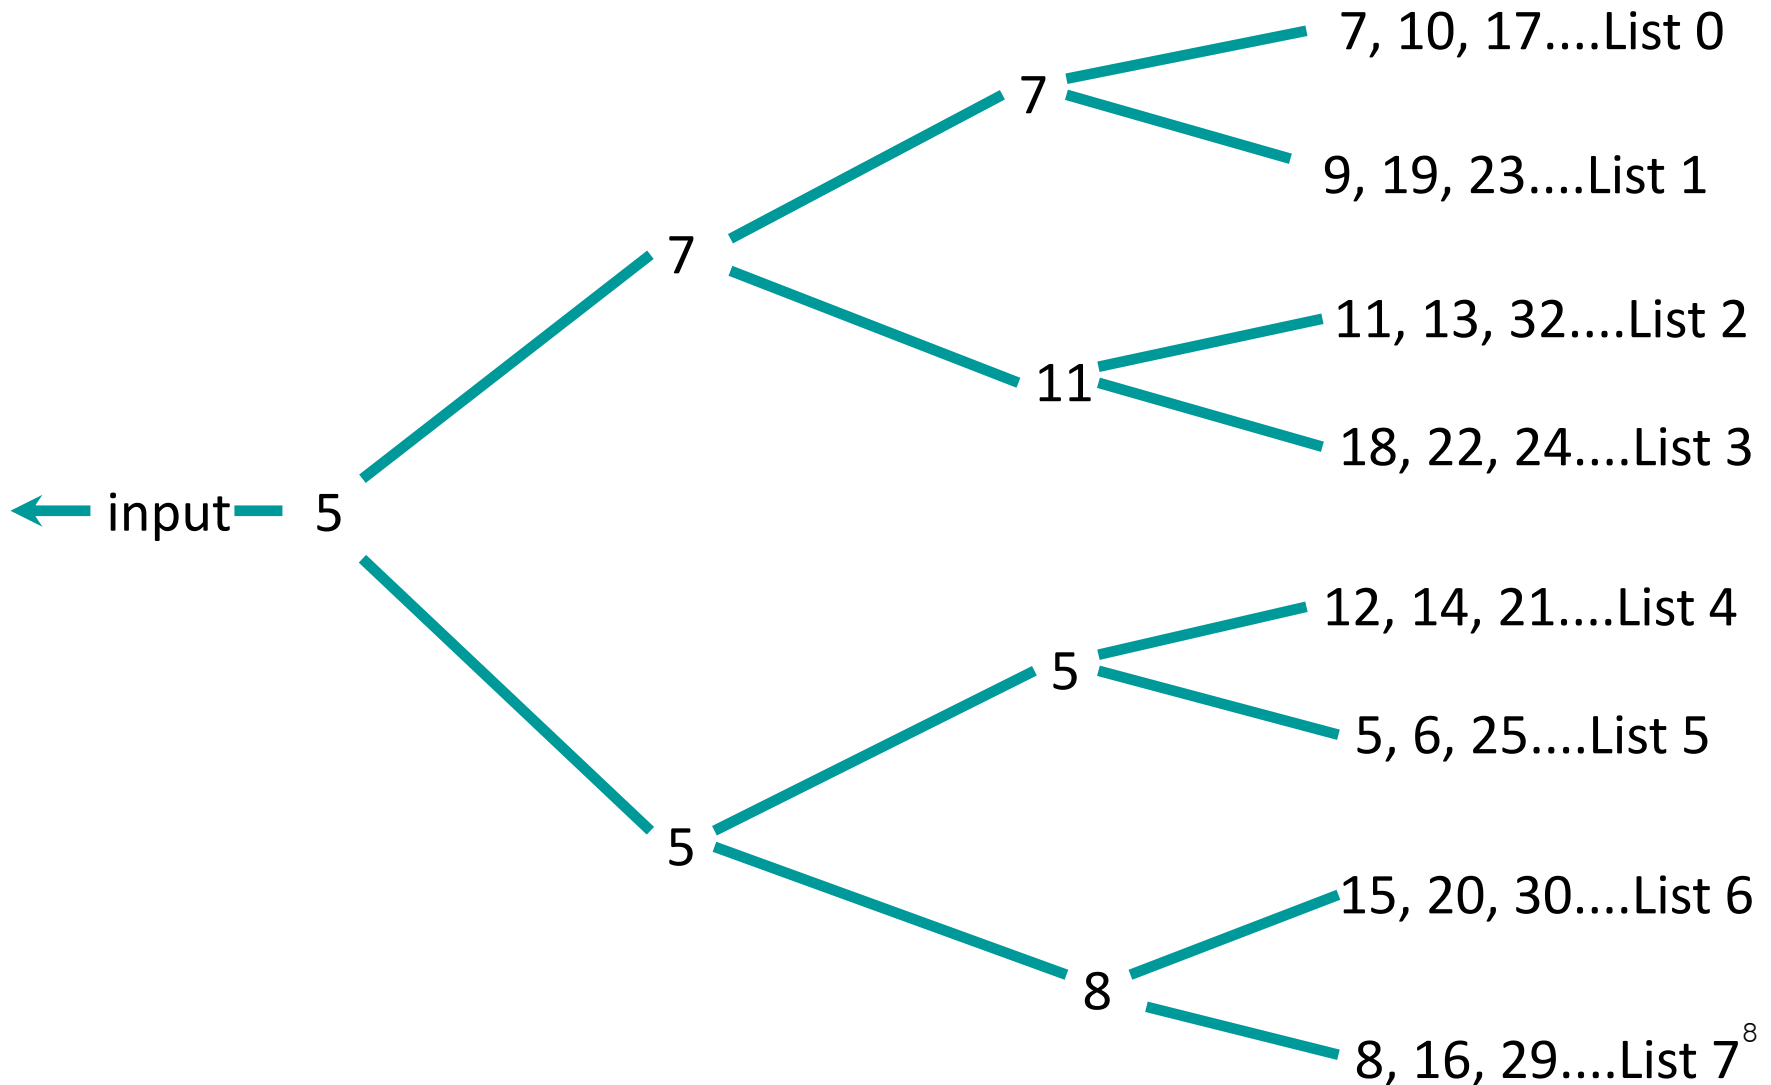 7, 10, 17....List 0
7
9, 19, 23....List 1
7
11, 13, 32....List 2
11
18, 22, 24....List 3
input 5
12, 14, 21....List 4
5
5, 6, 25....List 5
5
15, 20, 30....List 6
8
8, 16, 29....List 7
8